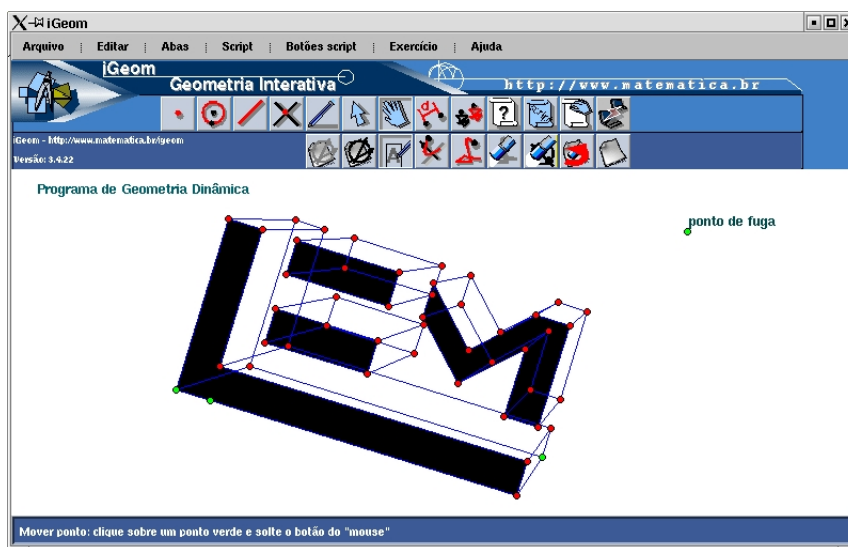 iGeom
Arquivo | Editar | Abas | Script | Botões script | Exercício | Ajuda
iGeom
Geometria Interativa
http://www.matematica.br
iGeom - http://www.matematica.br/igeom
Versão: 3.4.22
Programa de Geometria Dinâmica
ponto de fuga
Mover ponto: clique sobre um ponto verde e solte o botão do "mouse"